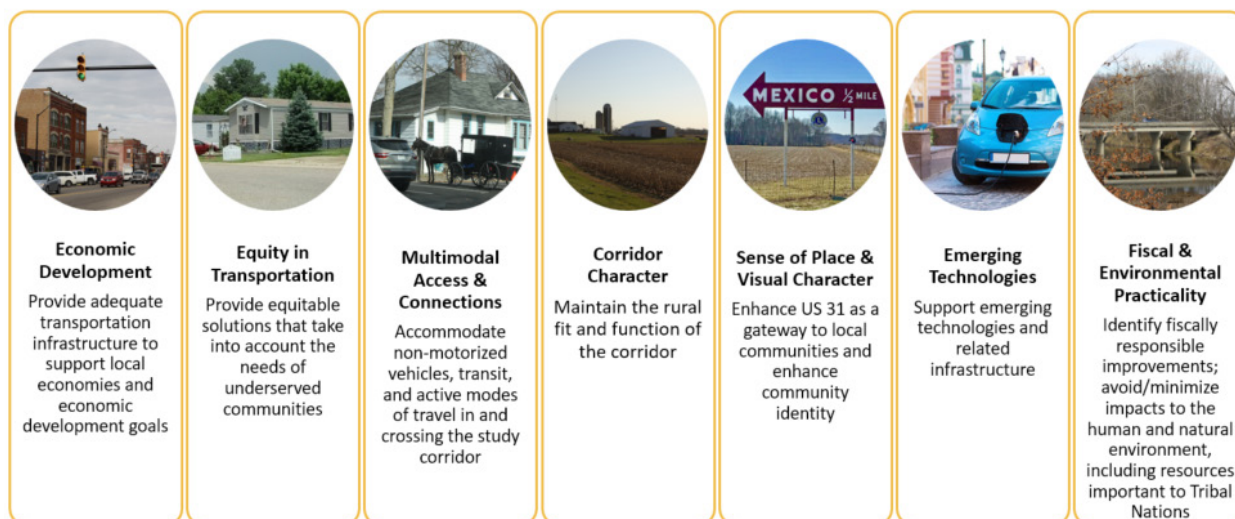 MEXICO 1/2 MILE
Economic
Development
Provide adequate
transportation
infrastructure to
support local
economies and
economic
development goals
Equity in
Transportation
Provide equitable
solutions that take
into account the
needs of
underserved
communities
Multimodal
Access &
Connections
Accommodate
non-motorized
vehicles, transit,
and active modes
of travel in and
crossing the study
corridor
Corridor
Character
Maintain the rural
fit and function of
the corridor
Sense of Place &
Visual Character
Enhance US 31 as a
gateway to local
communities and
enhance
community
identity
Emerging
Technologies
Support emerging
technologies and
related
infrastructure
Fiscal &
Environmental
Practicality
Identify fiscally
responsible
improvements;
avoid/minimize
impacts to the
human and natural
environment,
including resources
important to Tribal
Nations